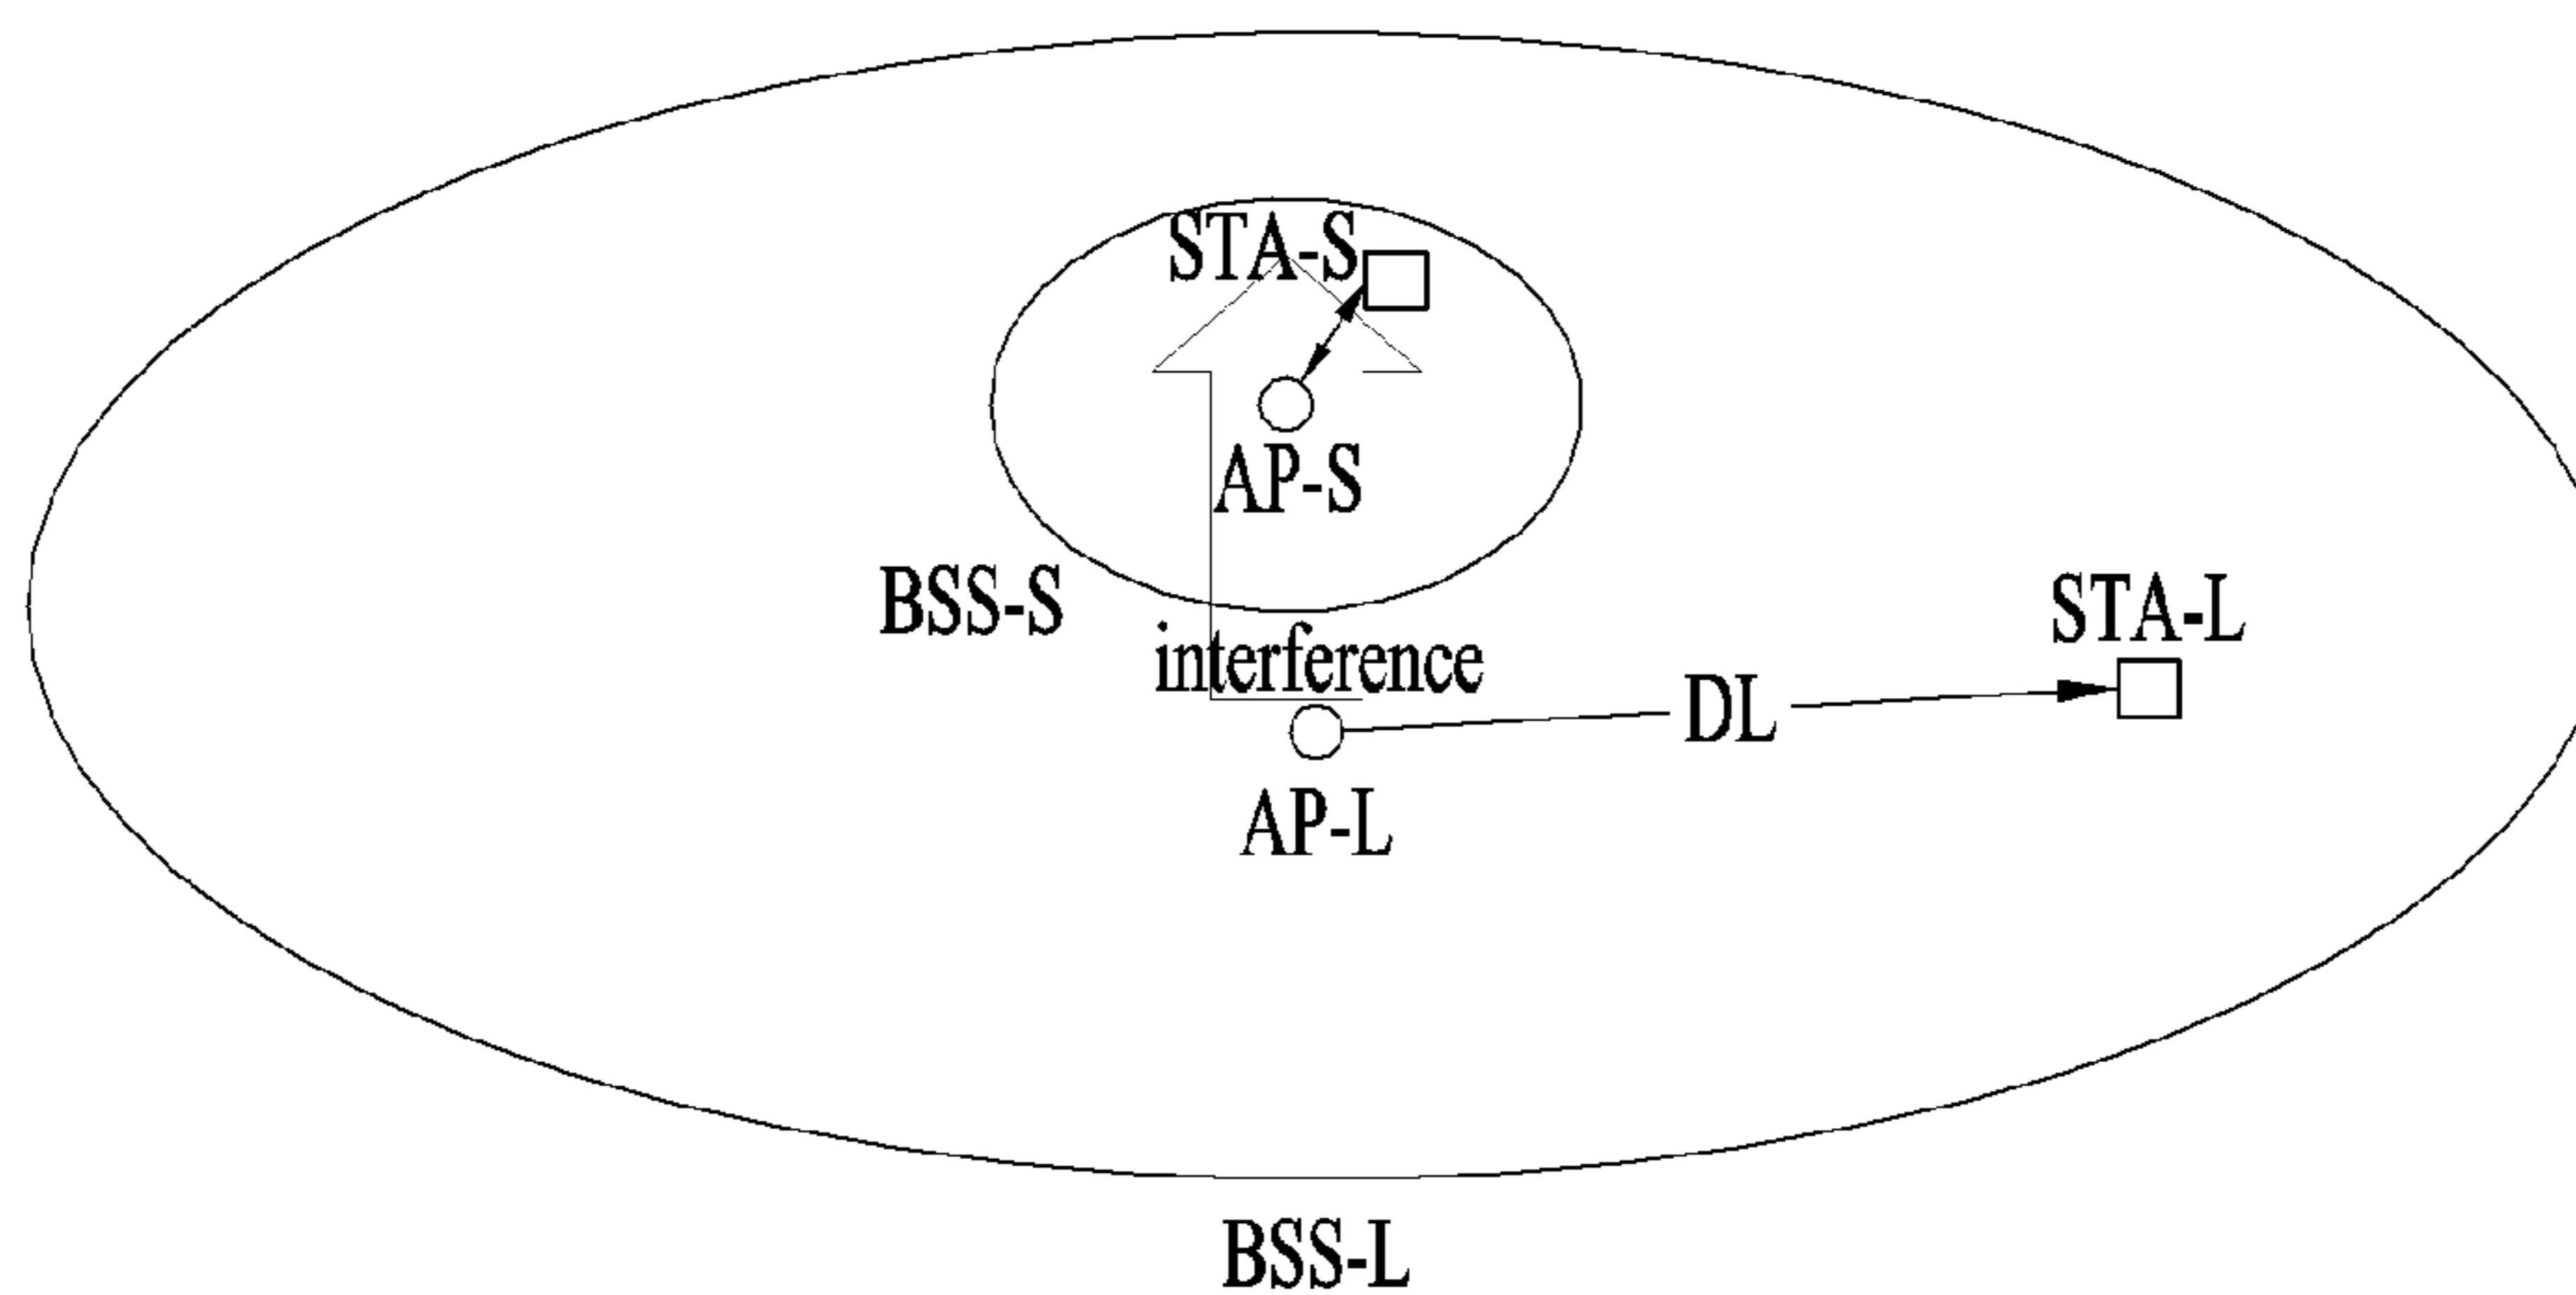 STA-S
AP-S
BSS-S
STA-L
interference
DL
AP-L
BSS-L